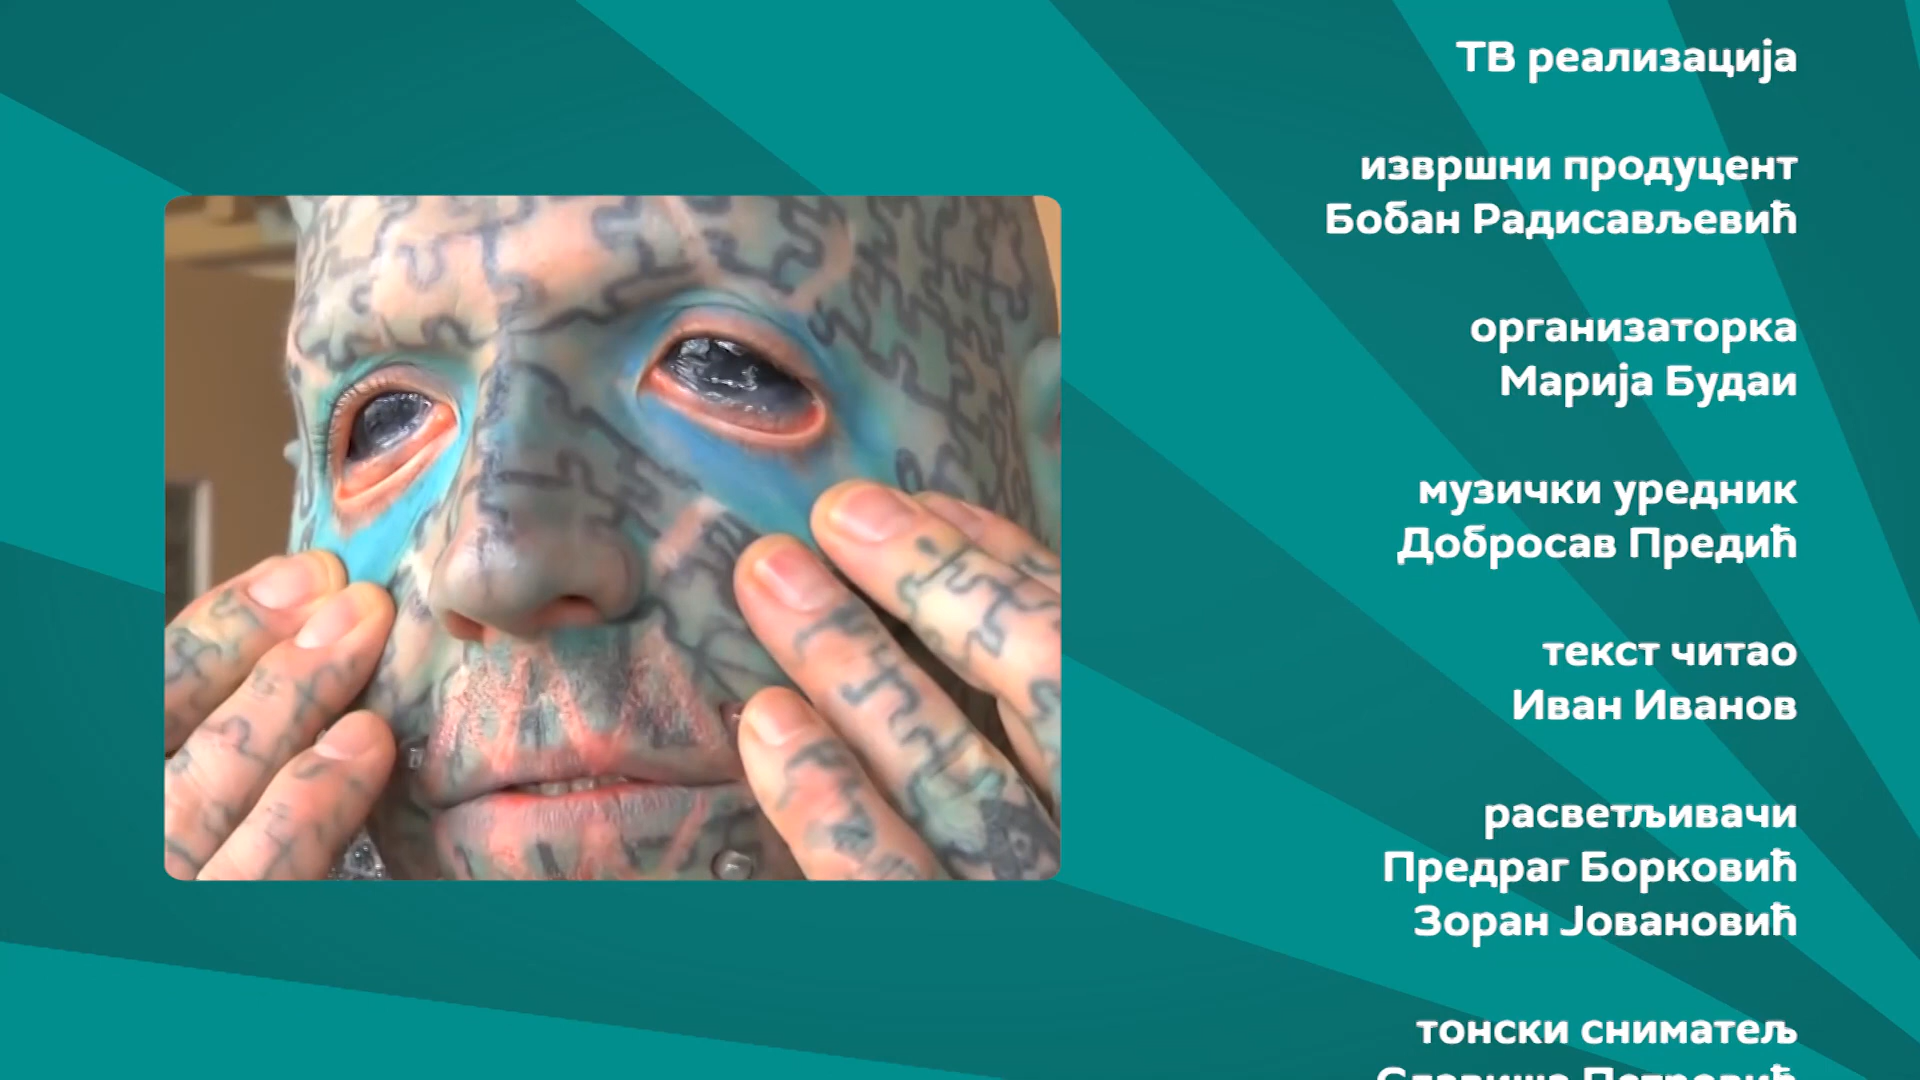 ТВ реализација
извршни продуцент
Бобан Радисављевић
организаторка
Марија Будаи
музички уредник
Добросав Предић
текст читао
Иван Иванов
расветљивачи
Предраг Борковић
Зоран Јовановић
тонски сниматељ